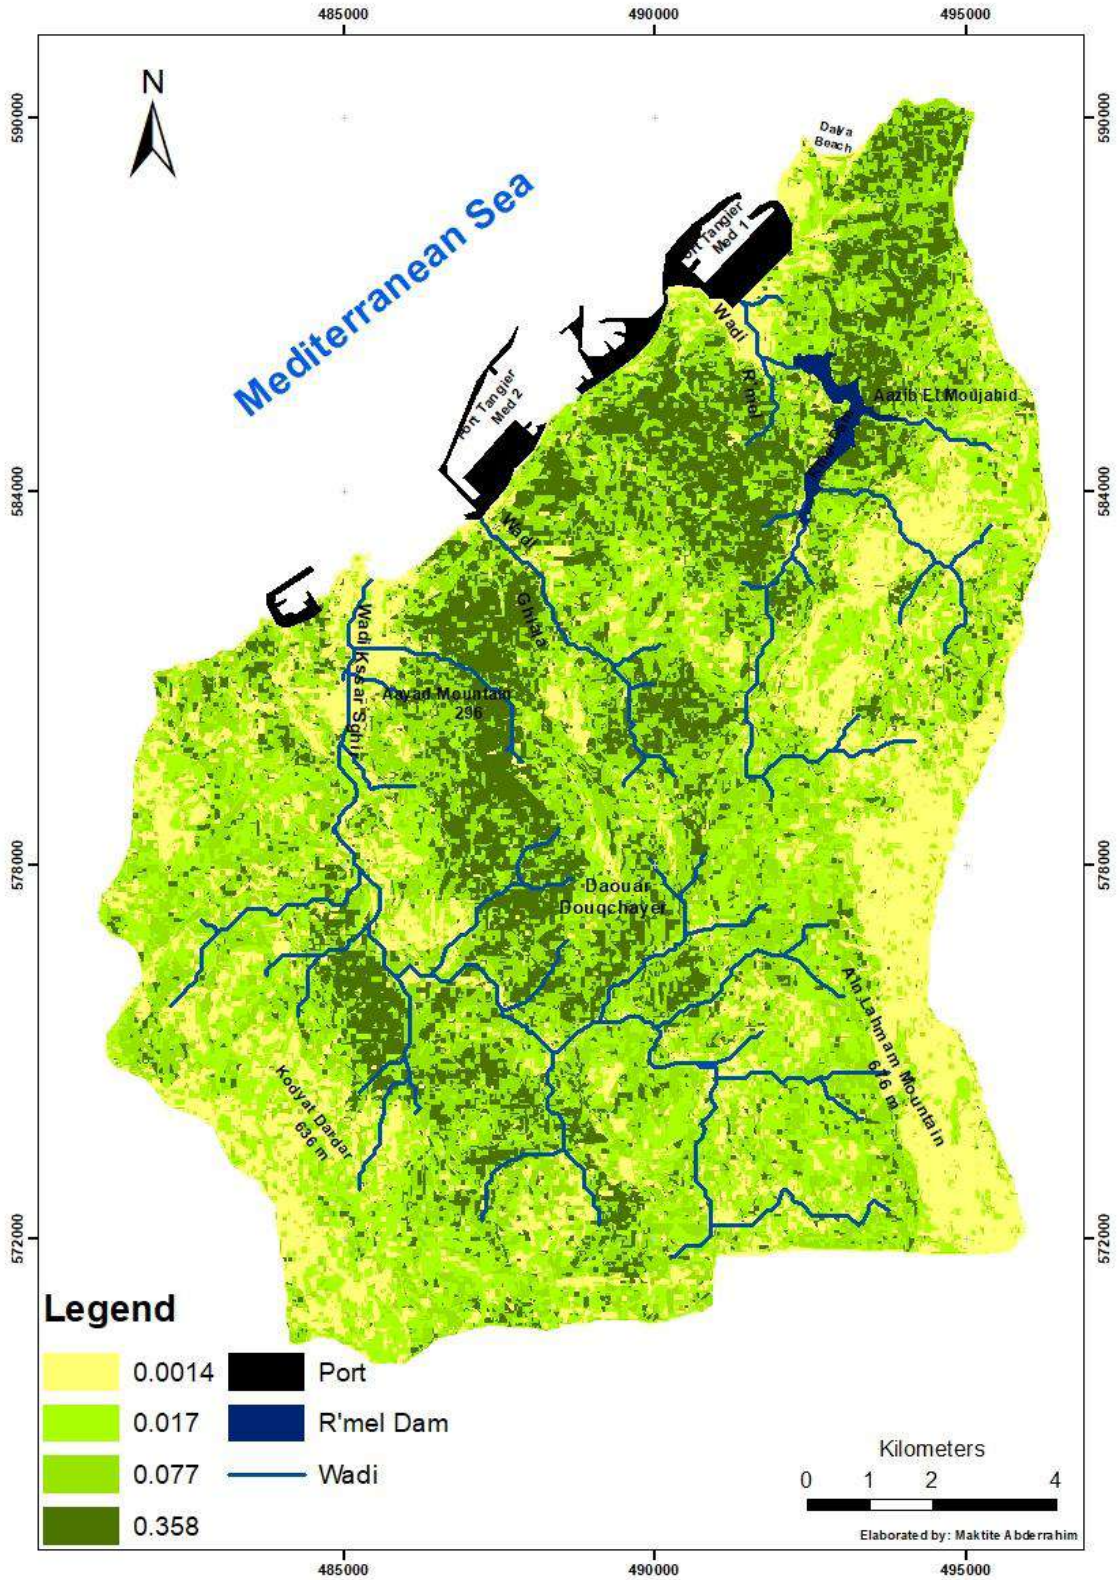 485000
490000
495000
N
590000
590000
Dalya
Beach
Mediterranean Sea
Port Tangier
Med 1
Wadi
R'mel
Aazib El Moujahid
Port Tangier
Med 2
584000
584000
Wadi
Ghlala
Wadi Kssar Sghir
Aayad Mountain
296
578000
578000
Daouar
Douqchayer
Ain Lahmam Mountain
616 m
Kodyat Dardar
636 m
572000
572000
Legend
0.0014
0.017
0.077
0.358
Port
R'mel Dam
Wadi
Kilometers
0 1 2 4
Elaborated by: Maktite Abderrahim
485000
490000
495000